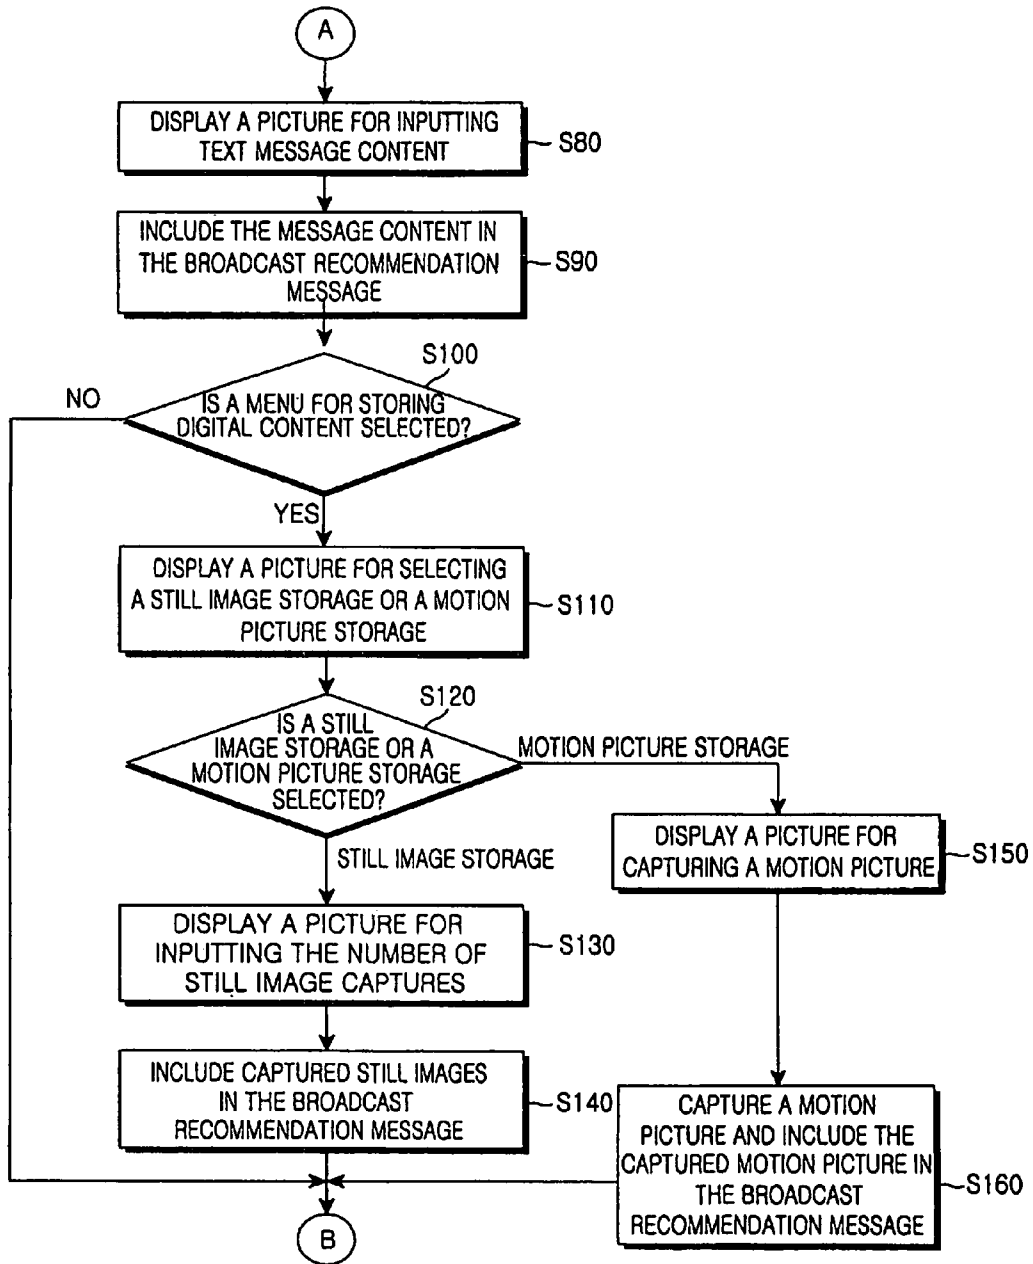 A
DISPLAY A PICTURE FOR INPUTTING
TEXT MESSAGE CONTENT
S80
INCLUDE THE MESSAGE CONTENT IN
THE BROADCAST RECOMMENDATION
MESSAGE
S90
S100
NO
IS A MENU FOR STORING
DIGITAL CONTENT SELECTED?
YES
DISPLAY A PICTURE FOR SELECTING
A STILL IMAGE STORAGE OR A MOTION
PICTURE STORAGE
S110
S120
IS A STILL
IMAGE STORAGE OR A
MOTION PICTURE STORAGE
SELECTED?
MOTION PICTURE STORAGE
STILL IMAGE STORAGE
DISPLAY A PICTURE FOR
CAPTURING A MOTION PICTURE
S150
DISPLAY A PICTURE FOR
INPUTTING THE NUMBER OF
STILL IMAGE CAPTURES
S130
INCLUDE CAPTURED STILL IMAGES
IN THE BROADCAST
RECOMMENDATION MESSAGE
S140
CAPTURE A MOTION
PICTURE AND INCLUDE THE
CAPTURED MOTION PICTURE IN
THE BROADCAST
RECOMMENDATION MESSAGE
S160
B